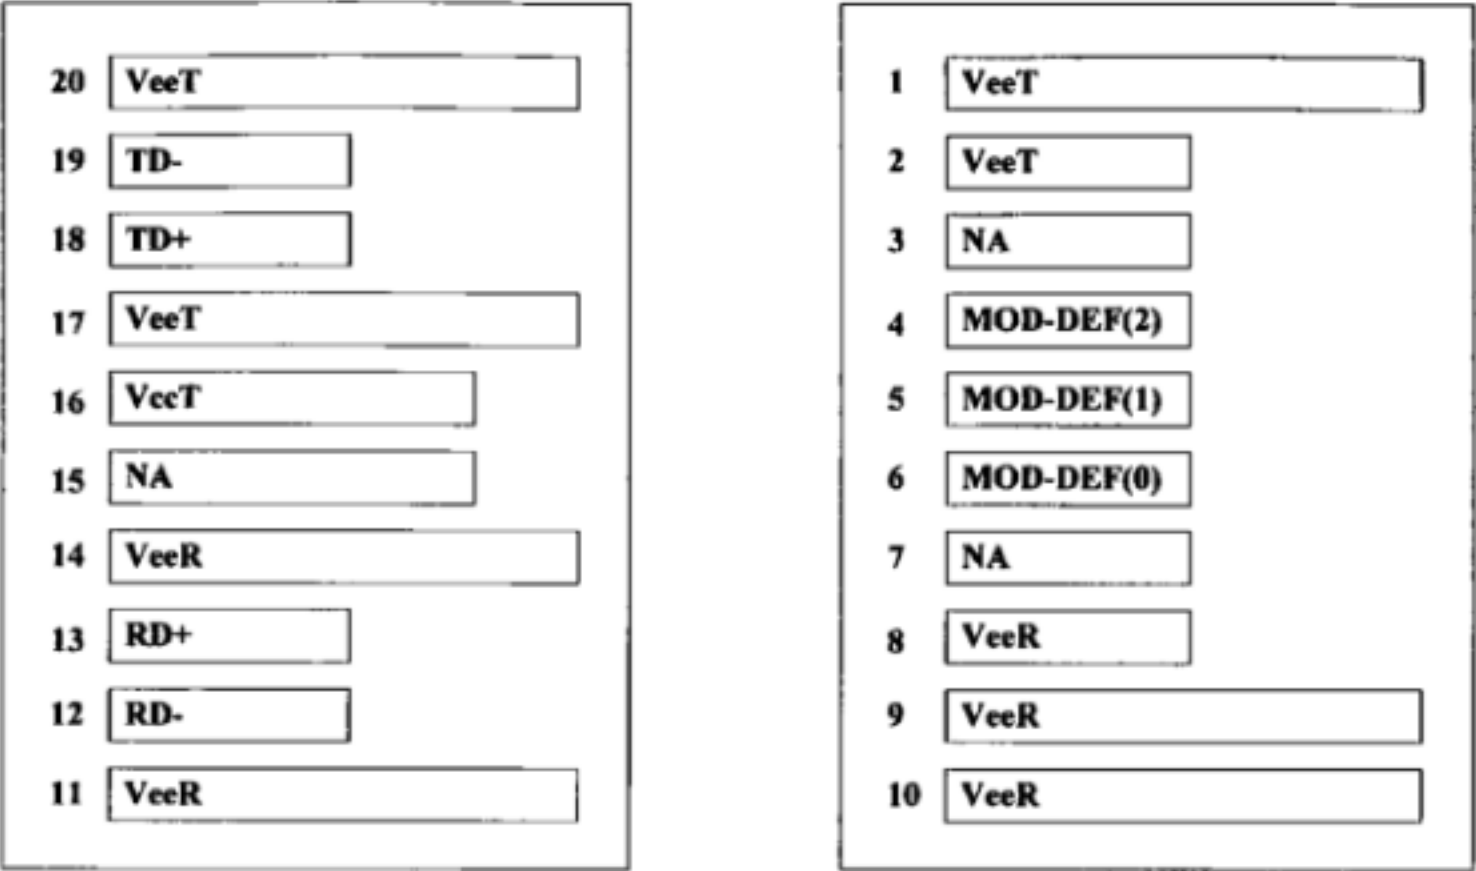 20 VeeT
19 TD-
18 TD+
17 VeeT
16 VccT
15 NA
14 VeeR
13 RD+
12 RD-
11 VeeR
1 VeeT
2 VeeT
3 NA
4 MOD-DEF(2)
5 MOD-DEF(1)
6 MOD-DEF(0)
7 NA
8 VeeR
9 VeeR
10 VeeR